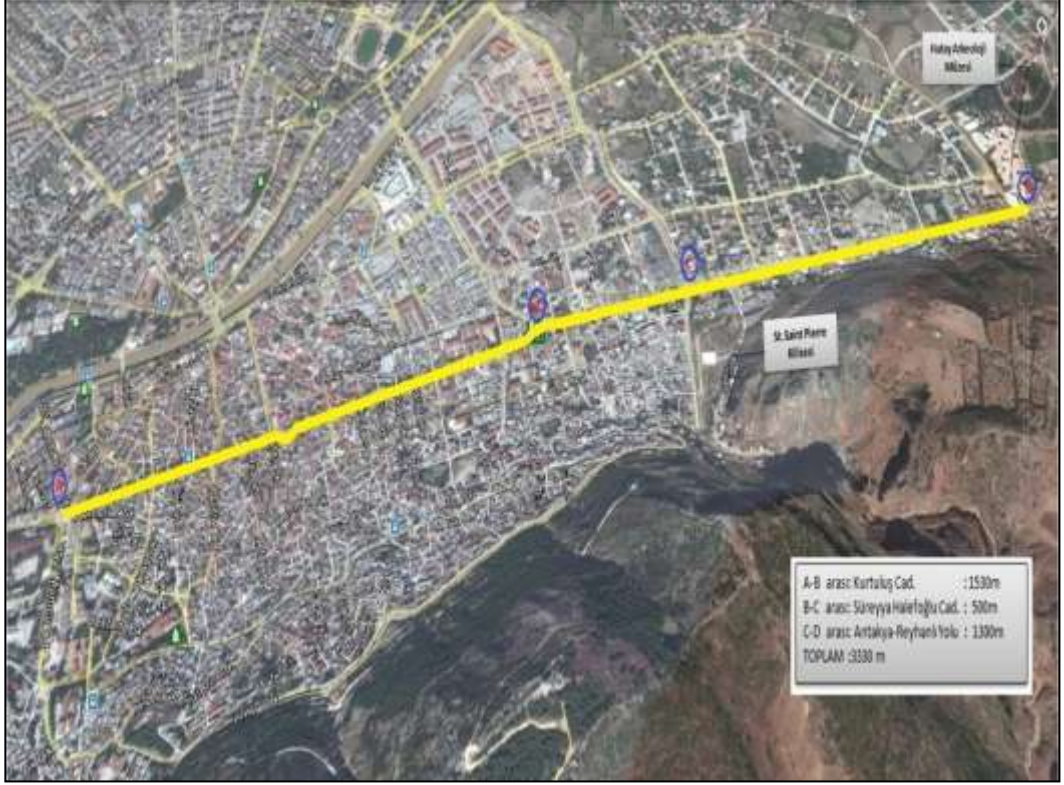 Hatay Arkeoloji
Müzesi
St. Saint Pierre
Kilisesi
A-B arası: Kurtuluş Cad. : 1530m
B-C arası: Süreyya Halefoğlu Cad. : 500m
C-D arası: Antakya-Reyhanlı Yolu : 1300m
TOPLAM :3330 m